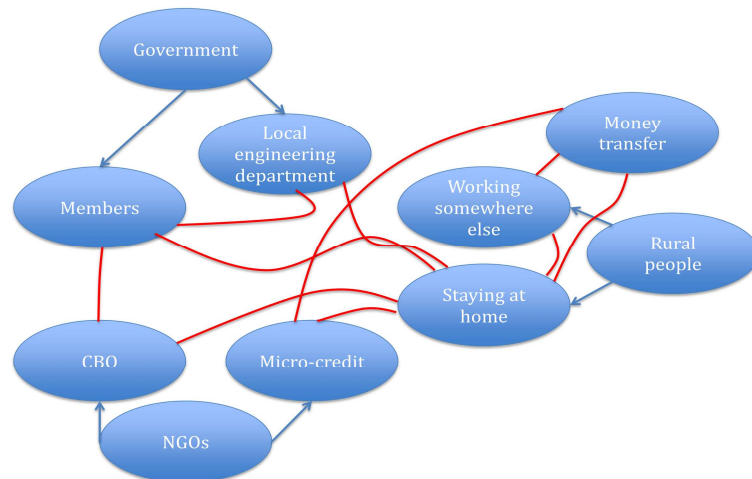 Government
Local
engineering
department
Money
transfer
Members
Working
somewhere
else
Rural
people
Staying at
home
CBO
Micro-credit
NGOs